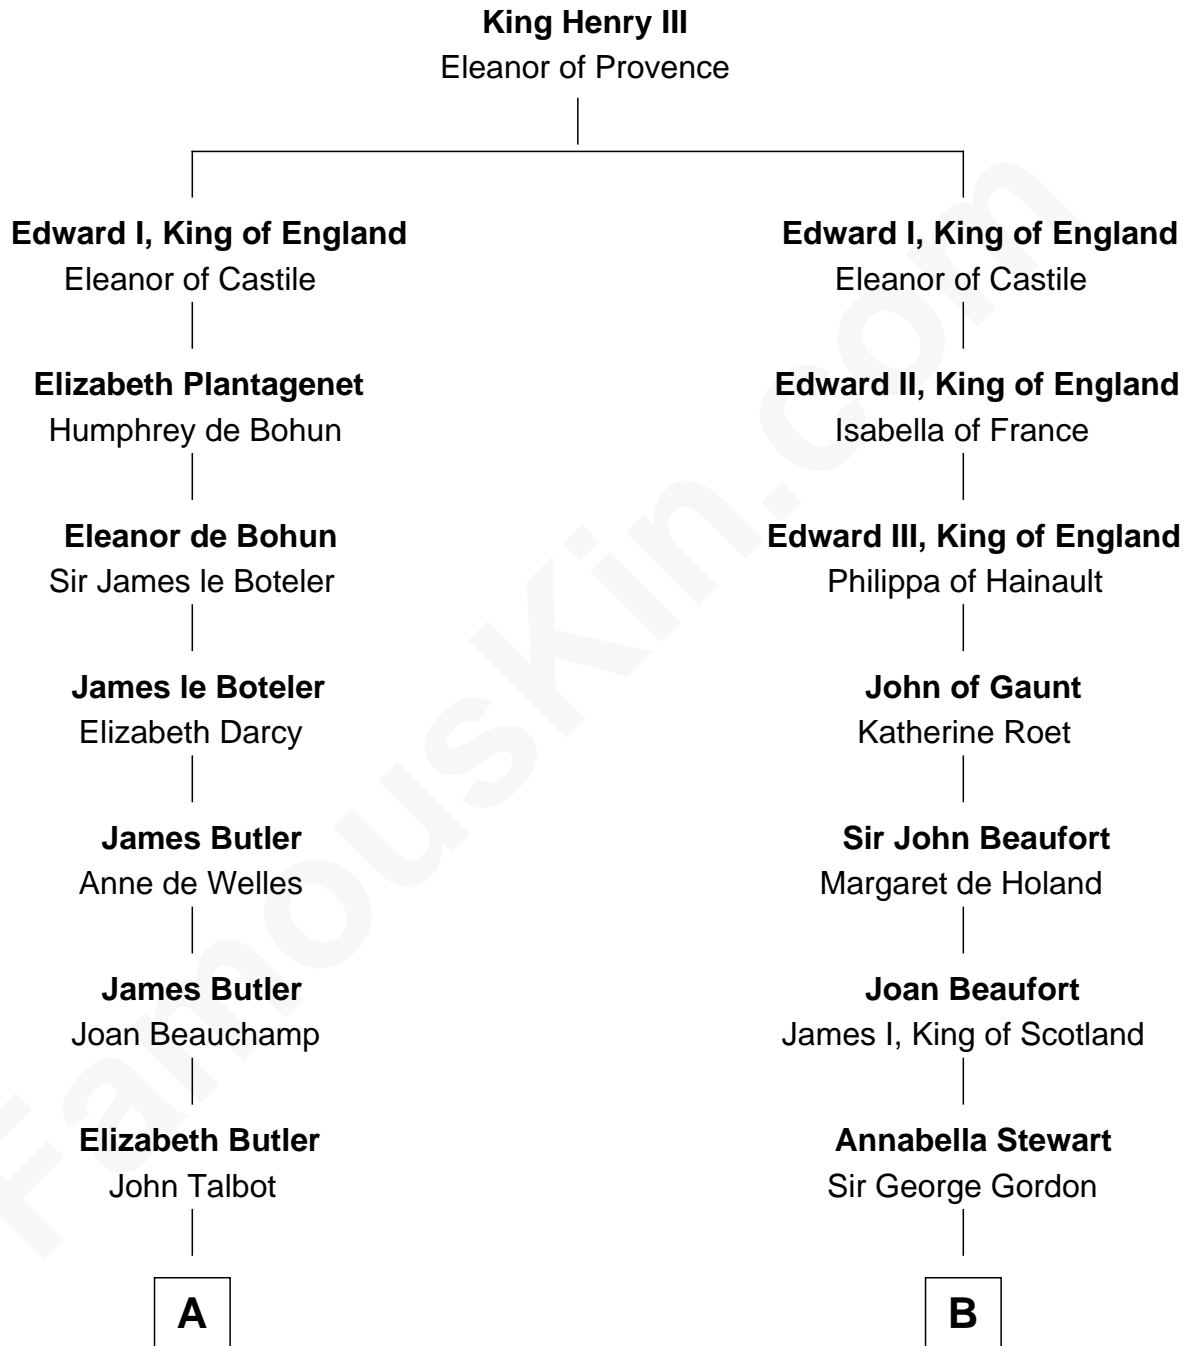 King Henry III
Eleanor of Provence
Edward I, King of England
Eleanor of Castile
Edward I, King of England
Eleanor of Castile
Elizabeth Plantagenet
Humphrey de Bohun
Edward II, King of England
Isabella of France
Eleanor de Bohun
Sir James le Boteler
Edward III, King of England
Philippa of Hainault
James le Boteler
Elizabeth Darcy
John of Gaunt
Katherine Roet
James Butler
Anne de Welles
Sir John Beaufort
Margaret de Holand
James Butler
Joan Beauchamp
Joan Beaufort
James I, King of Scotland
Elizabeth Butler
John Talbot
Annabella Stewart
Sir George Gordon
A
B
FamousKin.com